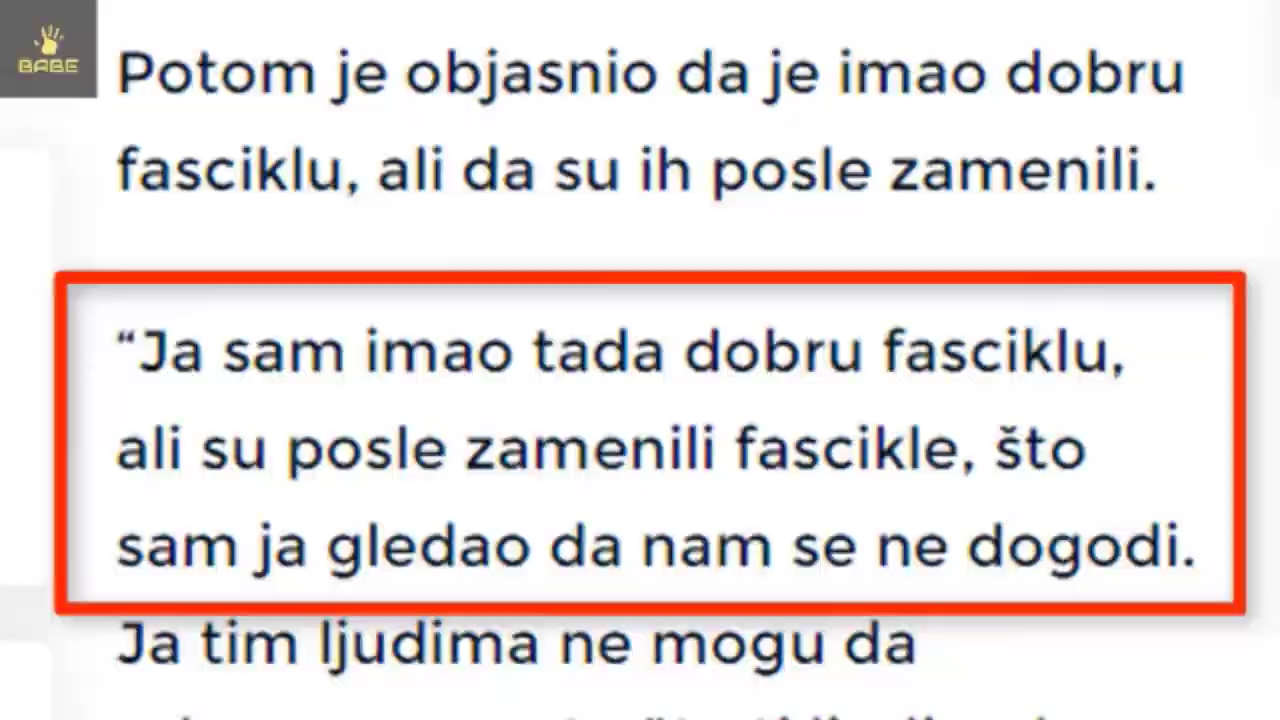 BABE
Potom je objasnio da je imao dobru
fasciklu, ali da su ih posle zamenili.
“Ja sam imao tada dobru fasciklu,
ali su posle zamenili fascikle, što
sam ja gledao da nam se ne dogodi.
Ja tim ljudima ne mogu da